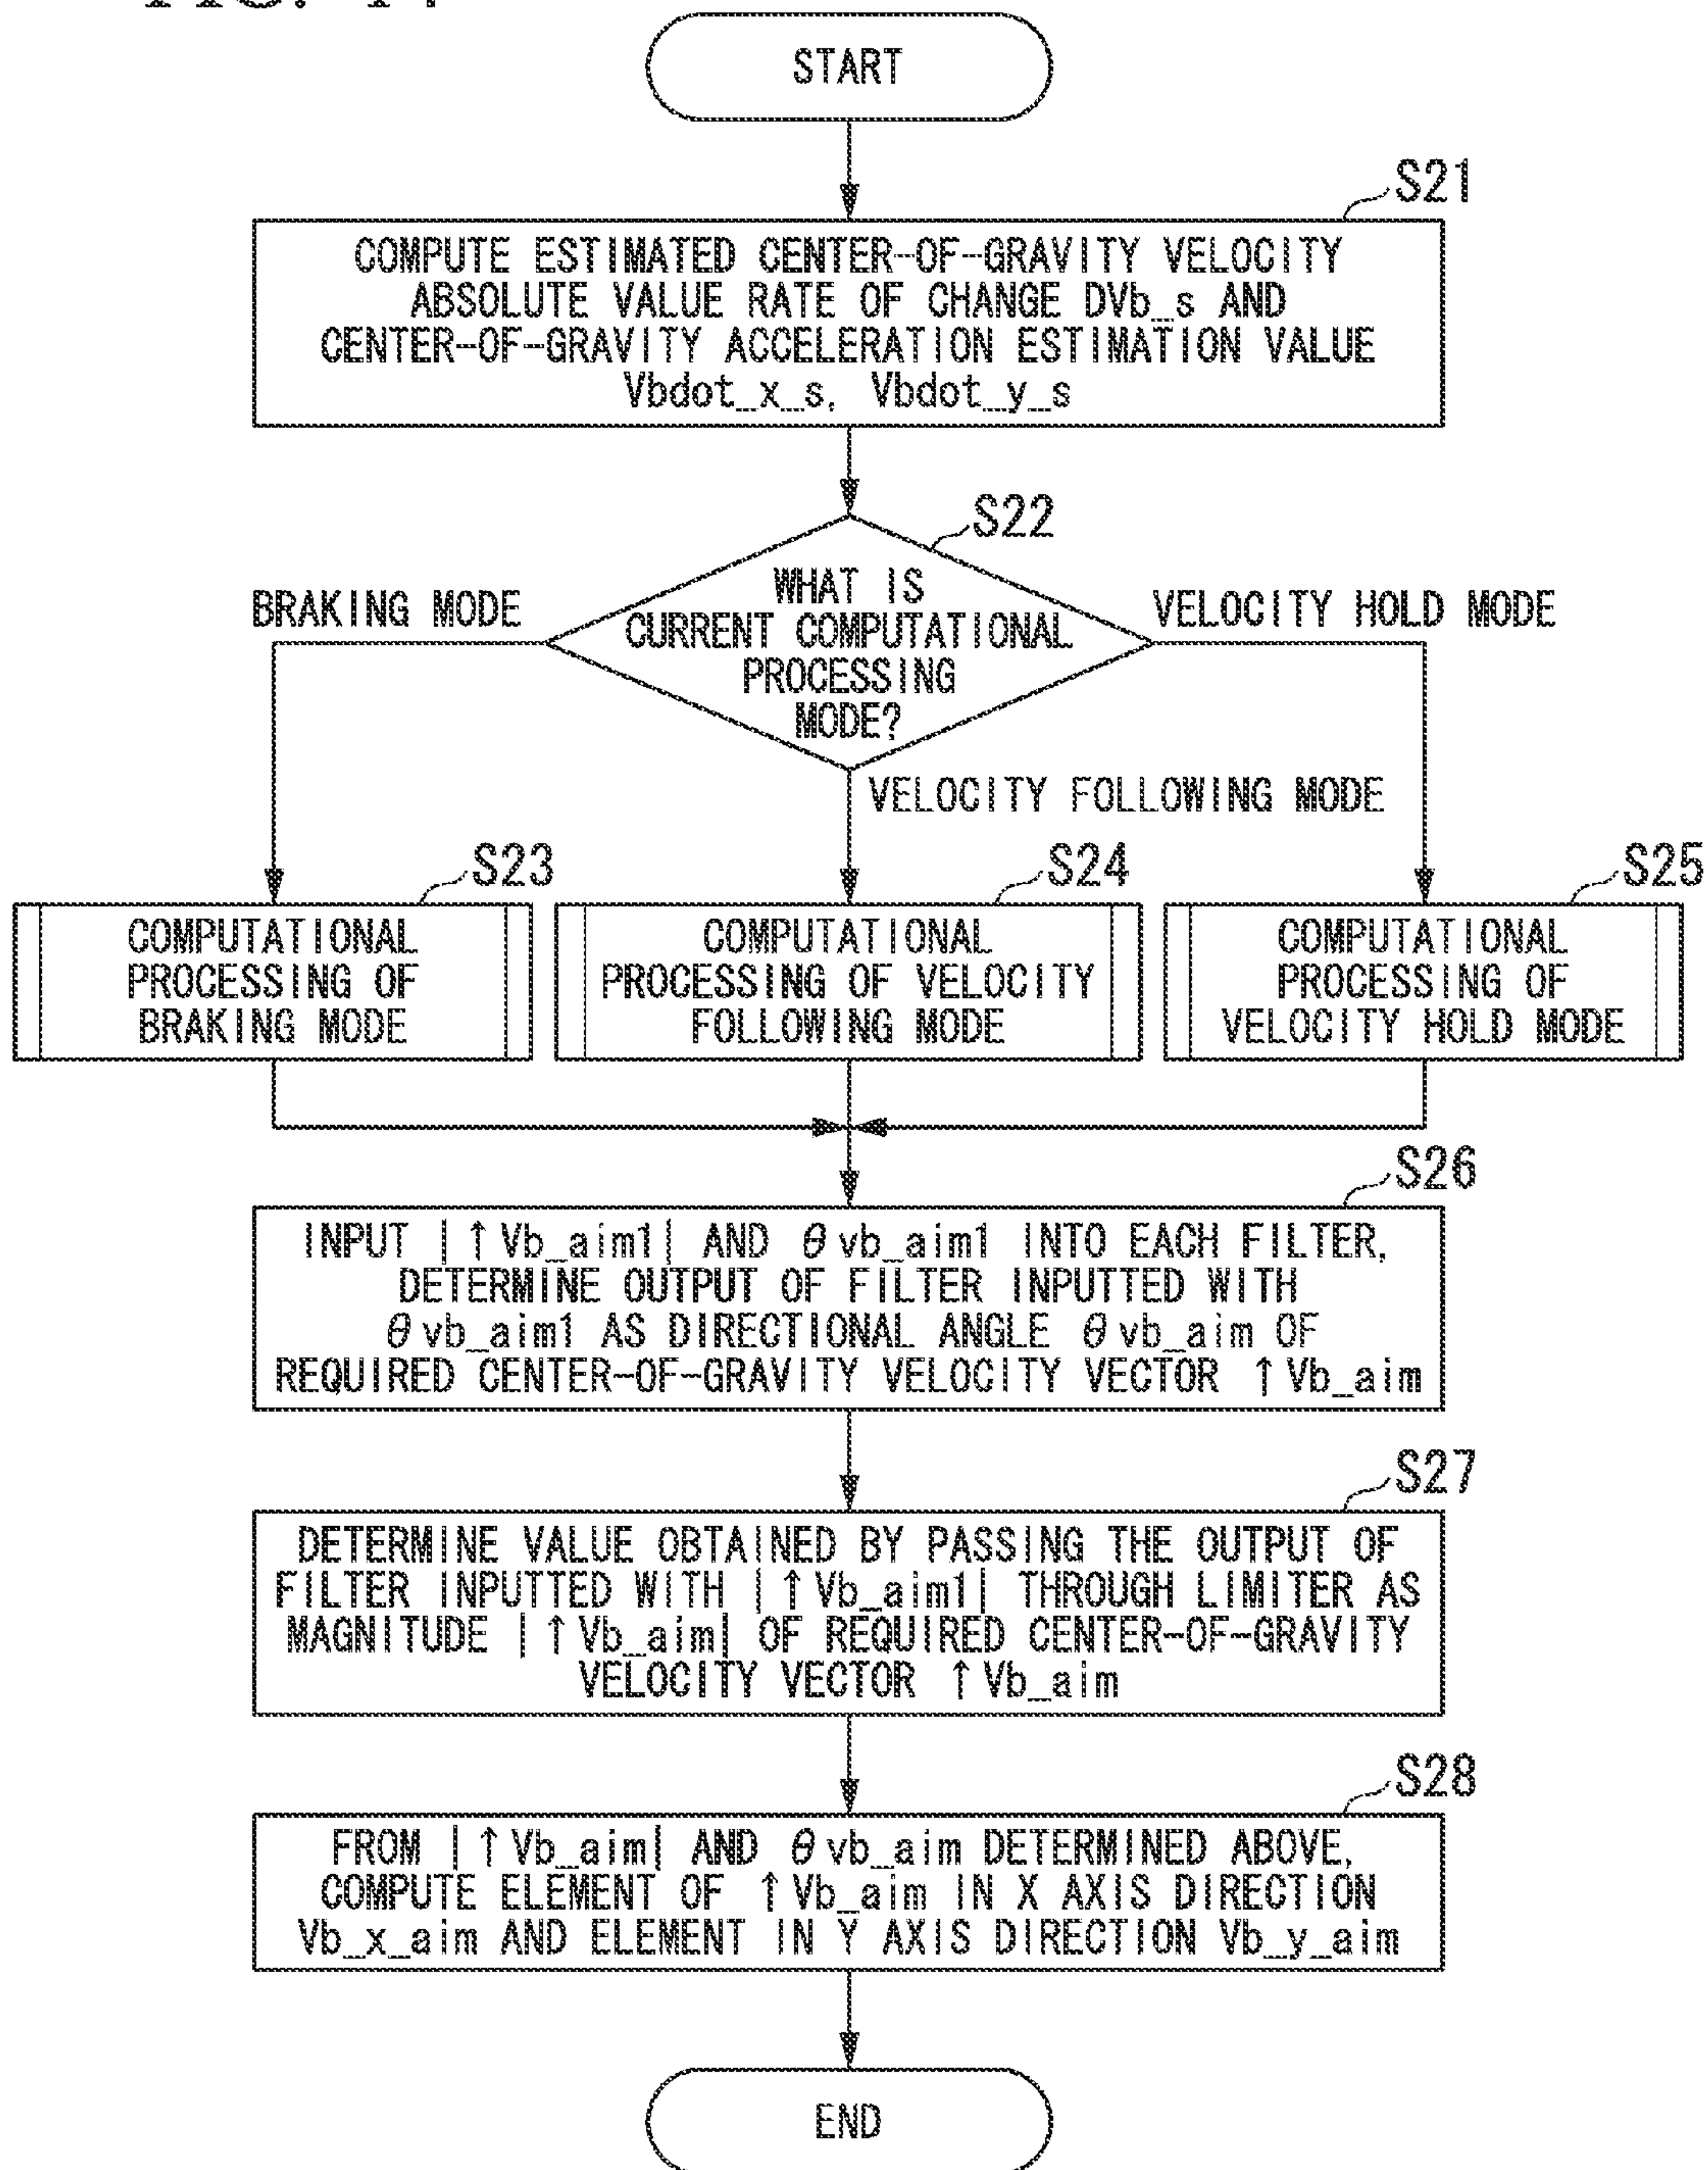 START
S21
COMPUTE ESTIMATED CENTER-OF-GRAVITY VELOCITY
ABSOLUTE VALUE RATE OF CHANGE DVb_s AND
CENTER-OF-GRAVITY ACCELERATION ESTIMATION VALUE
Vbdot_x_s, Vbdot_y_s
S22
WHAT IS
CURRENT COMPUTATIONAL
PROCESSING
MODE?
BRAKING MODE
VELOCITY HOLD MODE
VELOCITY FOLLOWING MODE
S23
COMPUTATIONAL
PROCESSING OF
BRAKING MODE
S24
COMPUTATIONAL
PROCESSING OF VELOCITY
FOLLOWING MODE
S25
COMPUTATIONAL
PROCESSING OF
VELOCITY HOLD MODE
S26
INPUT |↑Vb_aim1| AND θvb_aim1 INTO EACH FILTER,
DETERMINE OUTPUT OF FILTER INPUTTED WITH
θvb_aim1 AS DIRECTIONAL ANGLE θvb_aim OF
REQUIRED CENTER-OF-GRAVITY VELOCITY VECTOR ↑Vb_aim
S27
DETERMINE VALUE OBTAINED BY PASSING THE OUTPUT OF
FILTER INPUTTED WITH |↑Vb_aim1| THROUGH LIMITER AS
MAGNITUDE |↑Vb_aim| OF REQUIRED CENTER-OF-GRAVITY
VELOCITY VECTOR ↑Vb_aim
S28
FROM |↑Vb_aim| AND θvb_aim DETERMINED ABOVE,
COMPUTE ELEMENT OF ↑Vb_aim IN X AXIS DIRECTION
Vb_x_aim AND ELEMENT IN Y AXIS DIRECTION Vb_y_aim
END